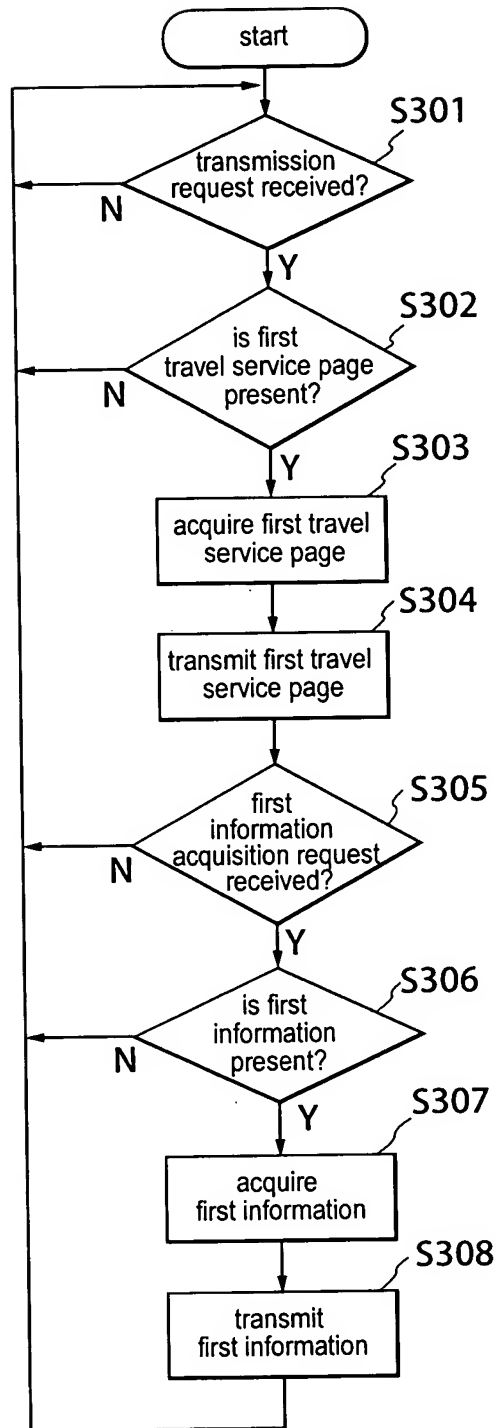 start
S301
transmission
request received?
N
Y
S302
is first
travel service page
present?
N
Y
S303
acquire first travel
service page
S304
transmit first travel
service page
S305
first
information
acquisition request
received?
N
Y
S306
is first
information
present?
N
Y
S307
acquire
first information
S308
transmit
first information